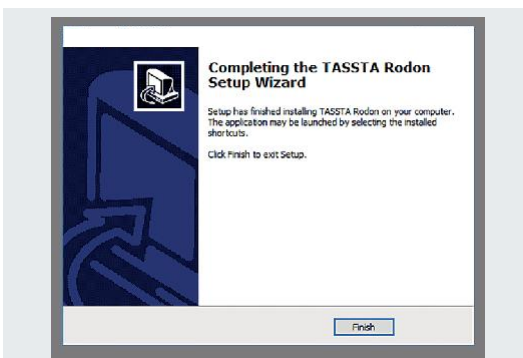 Completing the TASSTA Rodon
Setup Wizard
Setup has finished installing TASSTA Rodon on your computer.
The application may be launched by selecting the installed
shortcuts.
Click Finish to exit Setup.
Finish